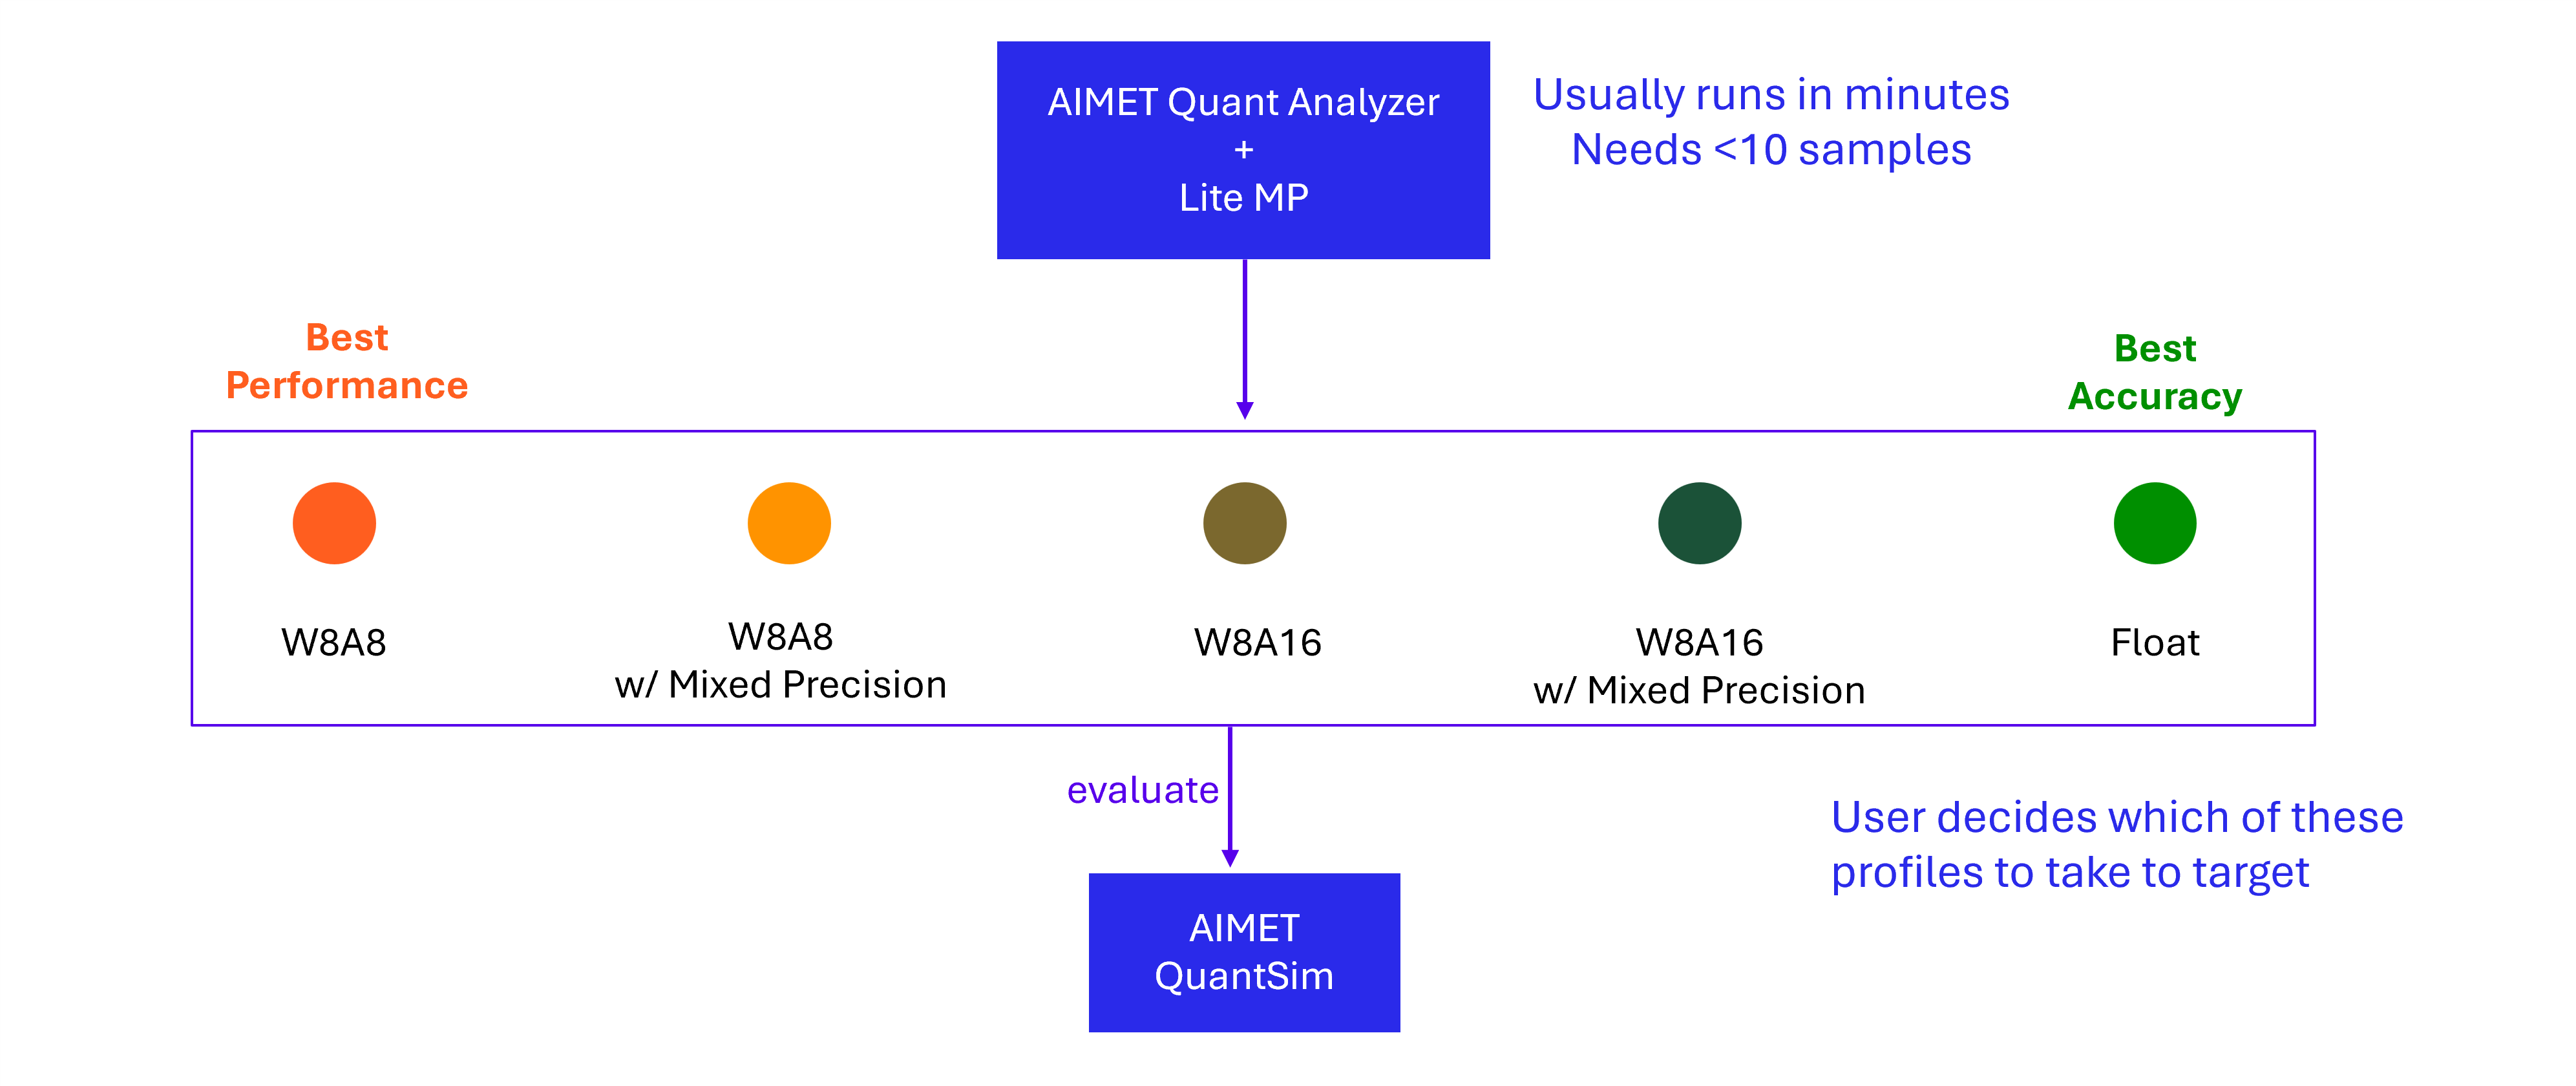 AIMET Quant Analyzer
+
Lite MP
Usually runs in minutes
Needs <10 samples
Best
Performance
Best
Accuracy
W8A8
W8A8
w/ Mixed Precision
W8A16
W8A16
w/ Mixed Precision
Float
evaluate
User decides which of these
profiles to take to target
AIMET
QuantSim